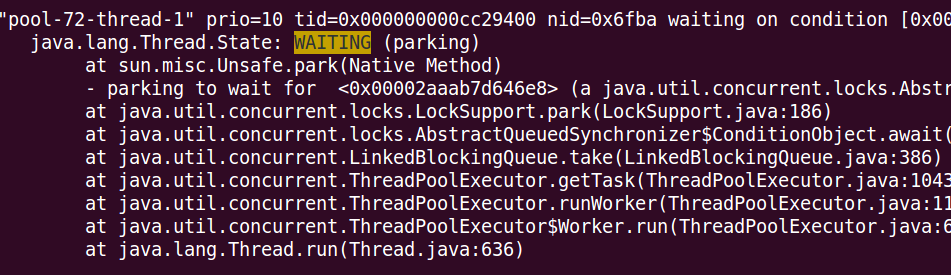 "pool-72-thread-1" prio=10 tid=0x000000000cc29400 nid=0x6fba waiting on condition [0x00
java.lang.Thread.State: WAITING (parking)
at sun.misc.Unsafe.park(Native Method)
- parking to wait for <0x00002aaab7d646e8> (a java.util.concurrent.locks.Abstr
at java.util.concurrent.locks.LockSupport.park(LockSupport.java:186)
at java.util.concurrent.locks.AbstractQueuedSynchronizer$ConditionObject.await(
at java.util.concurrent.LinkedBlockingQueue.take(LinkedBlockingQueue.java:386)
at java.util.concurrent.ThreadPoolExecutor.getTask(ThreadPoolExecutor.java:1043
at java.util.concurrent.ThreadPoolExecutor.runWorker(ThreadPoolExecutor.java:11
at java.util.concurrent.ThreadPoolExecutor$Worker.run(ThreadPoolExecutor.java:6
at java.lang.Thread.run(Thread.java:636)